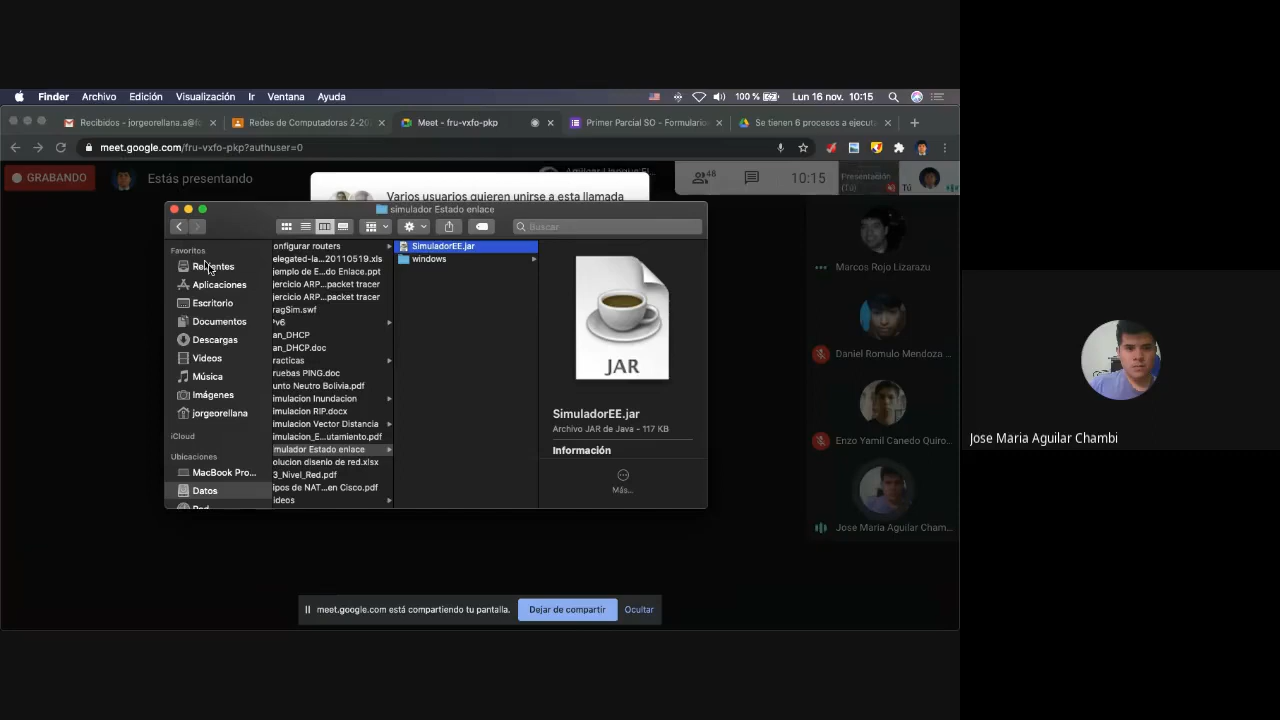 Finder Archivo Edición Visualización Ir Ventana Ayuda 100 % Lun 16 nov. 10:15
Recibidos - jorgeorellana.a@f
Redes de Computadoras 2-20
Meet - fru-vxfo-pkp
Primer Parcial SO - Formulario
Se tienen 6 procesos a ejecut
meet.google.com/fru-vxfo-pkp?authuser=0
GRABANDO
Estás presentando
Varios usuarios quieren unirse a esta llamada
48
10:15
Presentación
(Tú)
Tú
simulador Estado enlace
Buscar
Favoritos
Recientes
Aplicaciones
Escritorio
Documentos
Descargas
Videos
Música
Imágenes
jorgeorellana
iCloud
Ubicaciones
MacBook Pro...
Datos
onfigurar routers
elegated-la...20110519.xls
jemplo de E...do Enlace.ppt
jercicio ARP...packet tracer
jercicio ARP...packet tracer
ragSim.swf
v6
an_DHCP
an_DHCP.doc
racticas
ruebas PING.doc
unto Neutro Bolivia.pdf
imulacion Inundacion
imulacion RIP.docx
imulacion Vector Distancia
imulacion_E...utamiento.pdf
mulador Estado enlace
olucion disenio de red.xlsx
3_Nivel_Red.pdf
ipos de NAT...en Cisco.pdf
ideos
SimuladorEE.jar
windows
JAR
SimuladorEE.jar
Archivo JAR de Java - 117 KB
Información
Más...
Marcos Rojo Lizarazu
Daniel Romulo Mendoza ...
Enzo Yamil Canedo Quiro...
Jose Maria Aguilar Cham...
meet.google.com está compartiendo tu pantalla.
Dejar de compartir
Ocultar
Jose Maria Aguilar Chambi